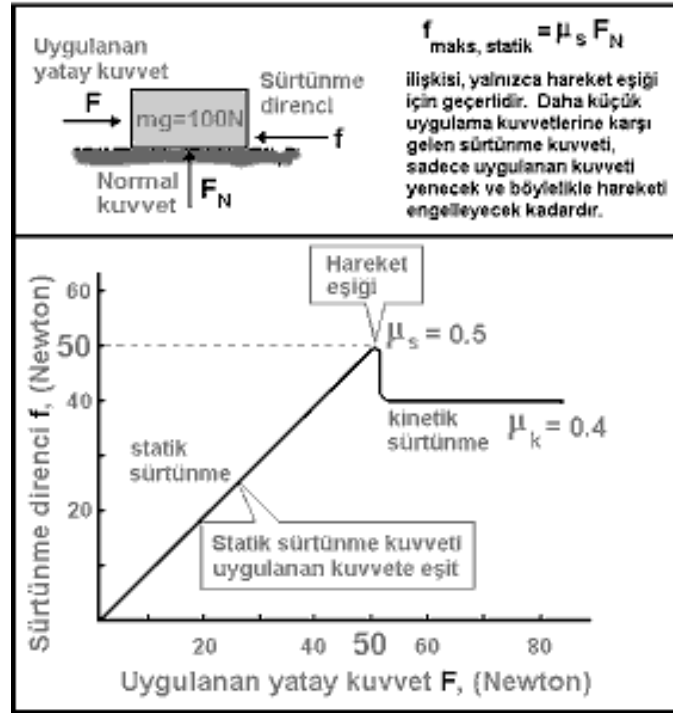 Uygulanan
yatay kuvvet
F
mg=100N
Sürtünme
direnci
f
Normal
kuvvet
F_N
f_maks, statik = μ_s F_N
ilişkisi, yalnızca hareket eşiği
için geçerlidir. Daha küçük
uygulama kuvvetlerine karşı
gelen sürtünme kuvveti,
sadece uygulanan kuvveti
yenecek ve böylelikle hareketi
engelleyecek kadardır.
Sürtünme direnci f, (Newton)
60
50
40
20
Hareket
eşiği
μ_s = 0.5
kinetik
sürtünme
μ_k = 0.4
statik
sürtünme
Statik sürtünme kuvveti
uygulanan kuvvete eşit
20
40
50
60
80
Uygulanan yatay kuvvet F, (Newton)